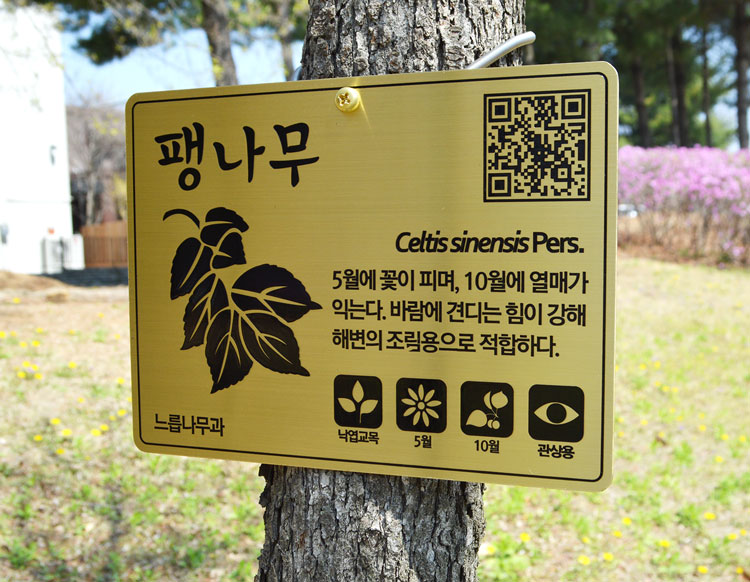 팽나무
Celtis sinensis Pers.
5월에 꽃이 피며, 10월에 열매가
익는다. 바람에 견디는 힘이 강해
해변의 조림용으로 적합하다.
느릅나무과
낙엽교목
5월
10월
관상용